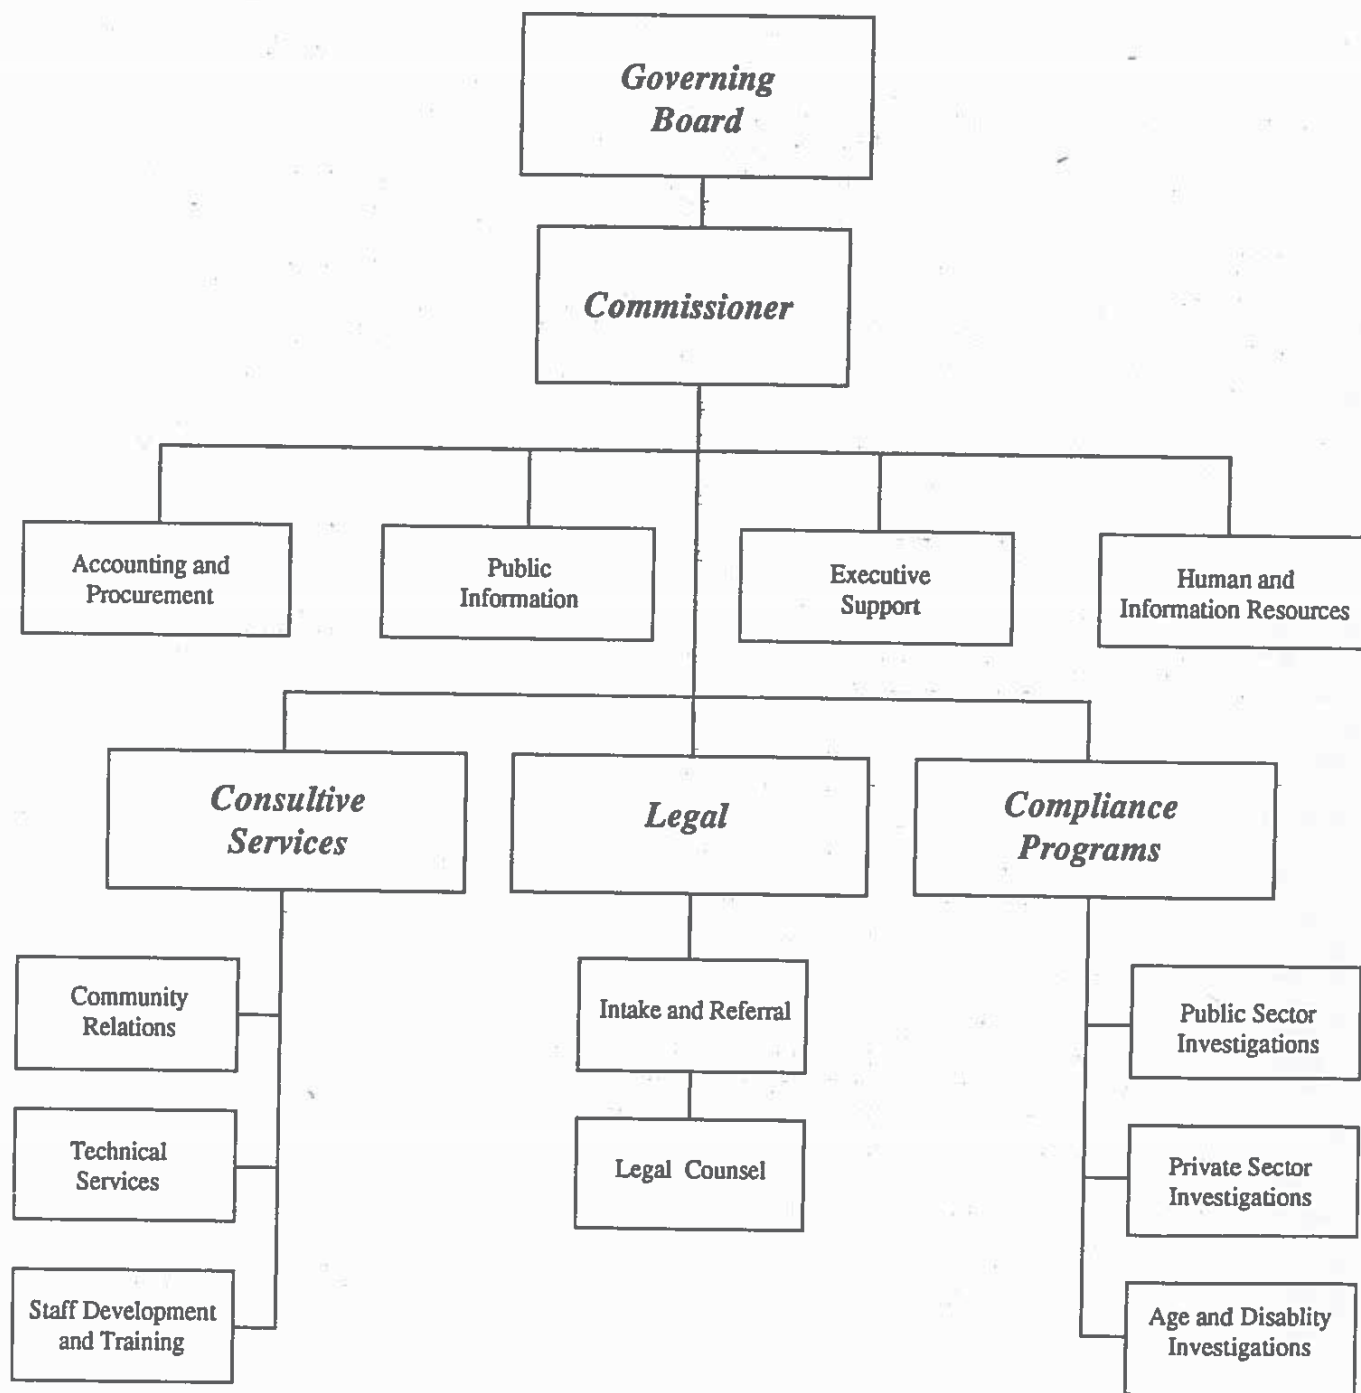 Governing
Board
Commissioner
Accounting and
Procurement
Public
Information
Executive
Support
Human and
Information Resources
Consultive
Services
Legal
Compliance
Programs
Community
Relations
Intake and Referral
Public Sector
Investigations
Technical
Services
Legal Counsel
Private Sector
Investigations
Staff Development
and Training
Age and Disablity
Investigations